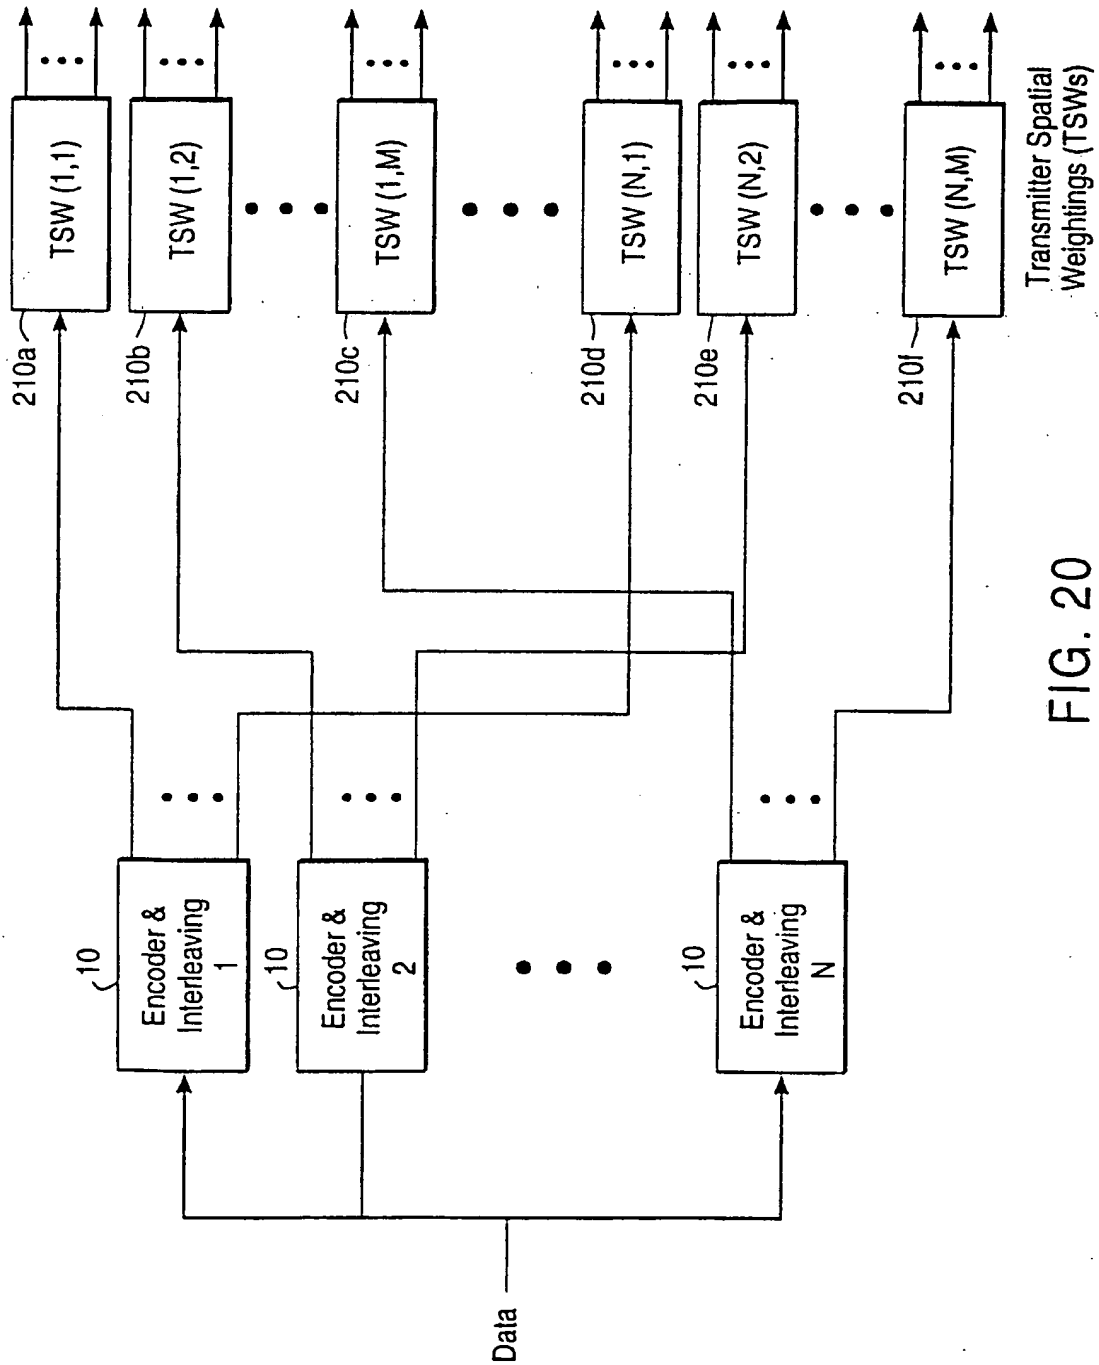 Data
10
Encoder &
Interleaving
1
10
Encoder &
Interleaving
2
10
Encoder &
Interleaving
N
210a
TSW (1,1)
210b
TSW (1,2)
210c
TSW (1,M)
210d
TSW (N,1)
210e
TSW (N,2)
210f
TSW (N,M)
Transmitter Spatial
Weightings (TSWs)
FIG. 20